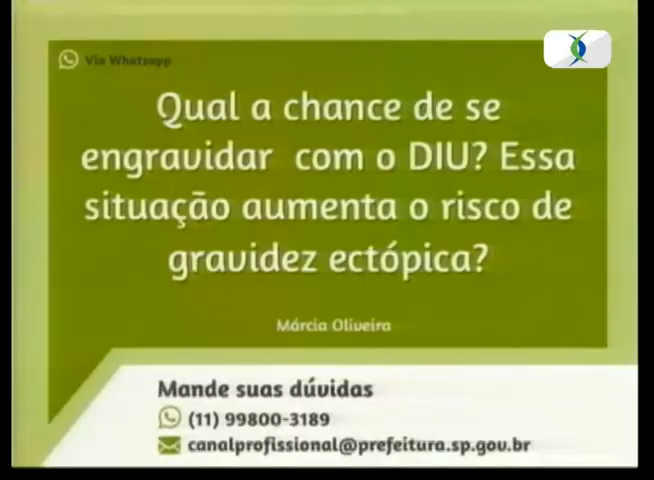 Via Whatsapp
Qual a chance de se
engravidar com o DIU? Essa
situação aumenta o risco de
gravidez ectópica?
Márcia Oliveira
Mande suas dúvidas
(11) 99800-3189
canalprofissional@prefeitura.sp.gov.br